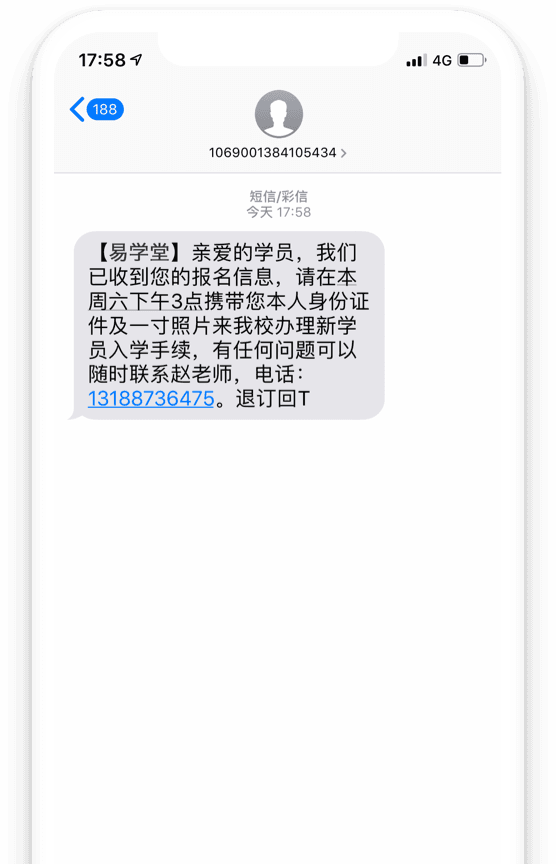 17:58
4G
188
1069001384105434
短信/彩信
今天 17:58
【易学堂】亲爱的学员，我们
已收到您的报名信息，请在本
周六下午3点携带您本人身份证
件及一寸照片来我校办理新学
员入学手续，有任何问题可以
随时联系赵老师，电话：
13188736475。退订回T